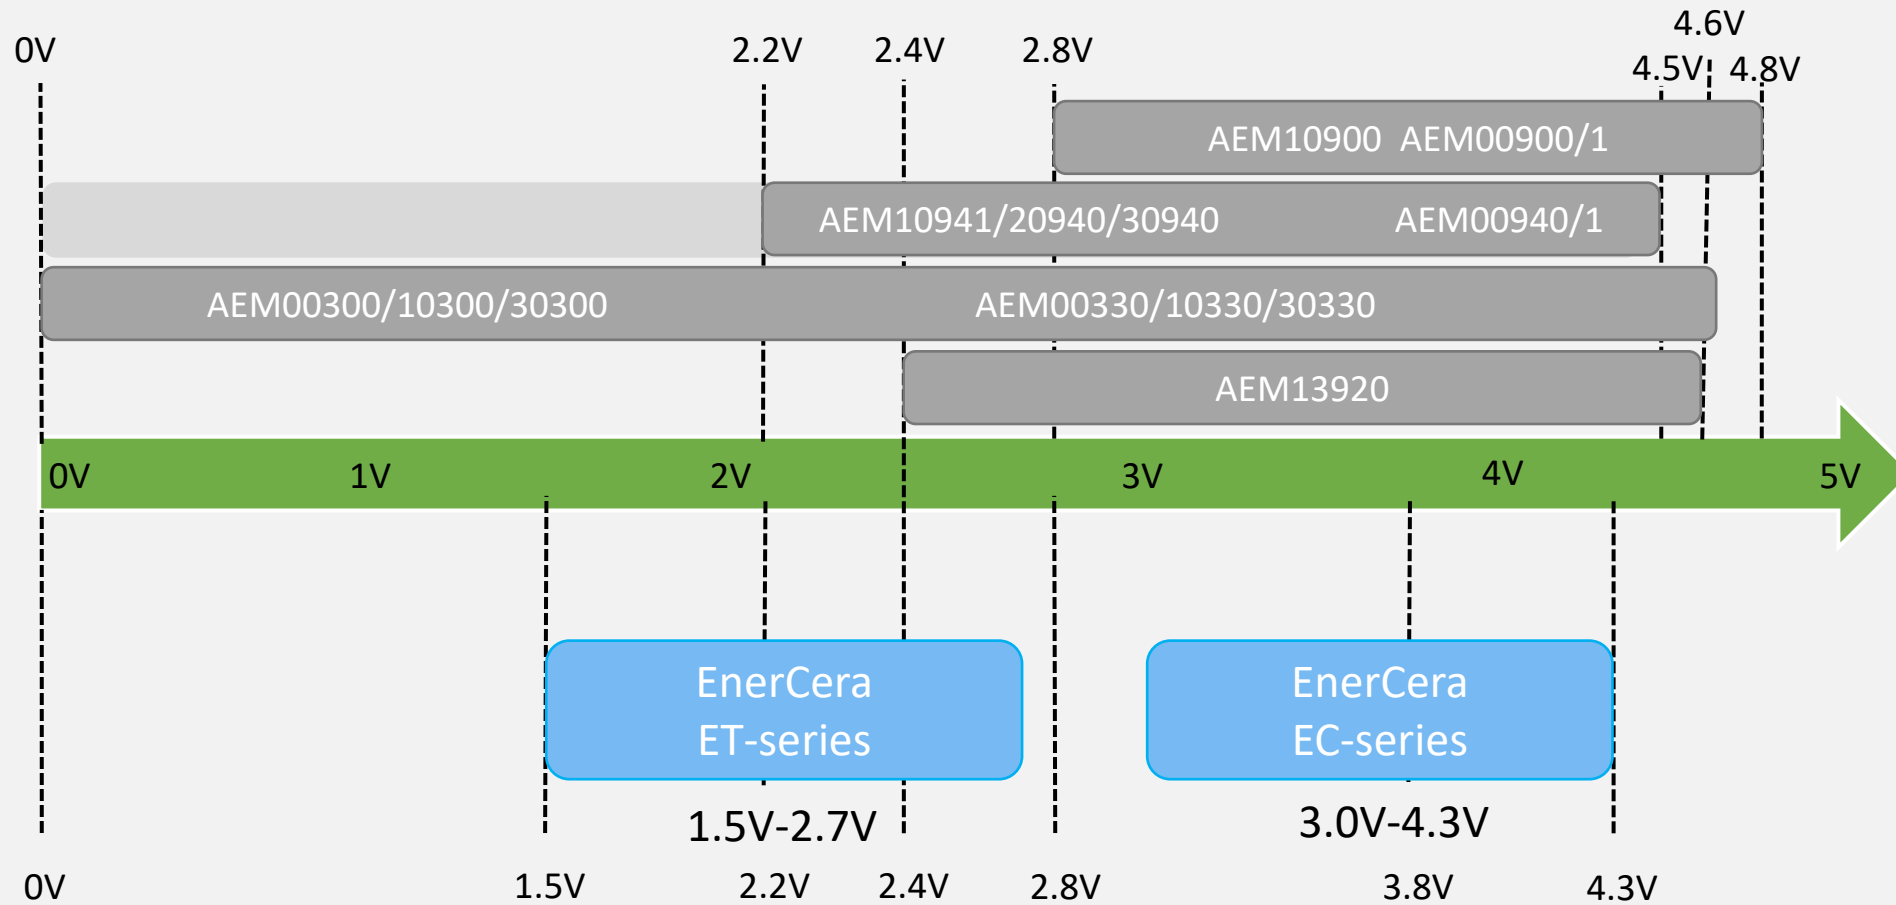 4.6V
0V 2.2V 2.4V 2.8V 4.5V 4.8V
AEM10900 AEM00900/1
AEM10941/20940/30940 AEM00940/1
AEM00300/10300/30300 AEM00330/10330/30330
AEM13920
0V 1V 2V 3V 4V 5V
EnerCera
ET-series
EnerCera
EC-series
1.5V-2.7V 3.0V-4.3V
0V 1.5V 2.2V 2.4V 2.8V 3.8V 4.3V